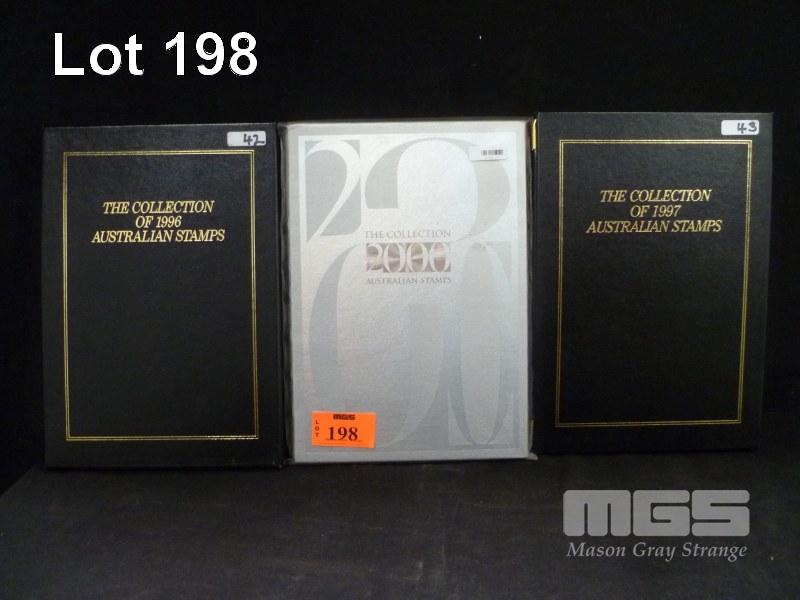 Lot 198
42
THE COLLECTION
OF 1996
AUSTRALIAN STAMPS
2000
THE COLLECTION
2000
AUSTRALIAN STAMPS
MGS
LOT
198
43
THE COLLECTION
OF 1997
AUSTRALIAN STAMPS
MGS
Mason Gray Strange